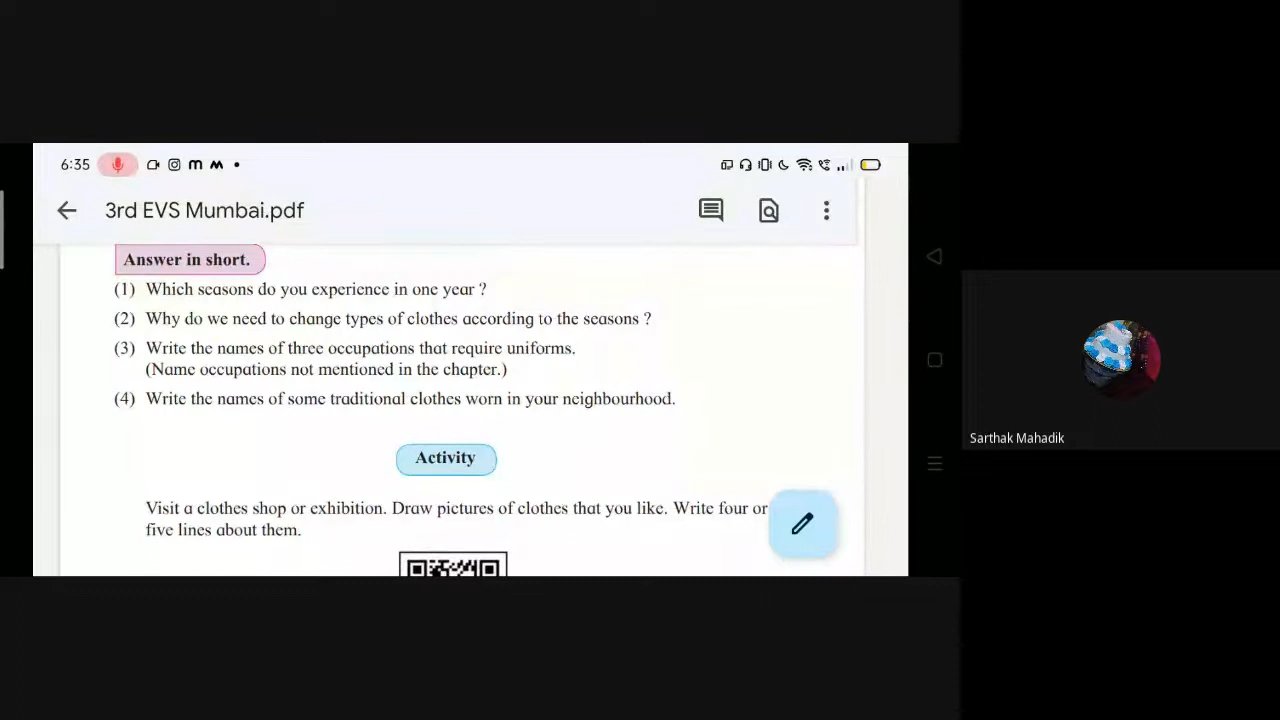 6:35
3rd EVS Mumbai.pdf
Answer in short.
(1) Which seasons do you experience in one year ?
(2) Why do we need to change types of clothes according to the seasons ?
(3) Write the names of three occupations that require uniforms.
(Name occupations not mentioned in the chapter.)
(4) Write the names of some traditional clothes worn in your neighbourhood.
Activity
Visit a clothes shop or exhibition. Draw pictures of clothes that you like. Write four or
five lines about them.
Sarthak Mahadik